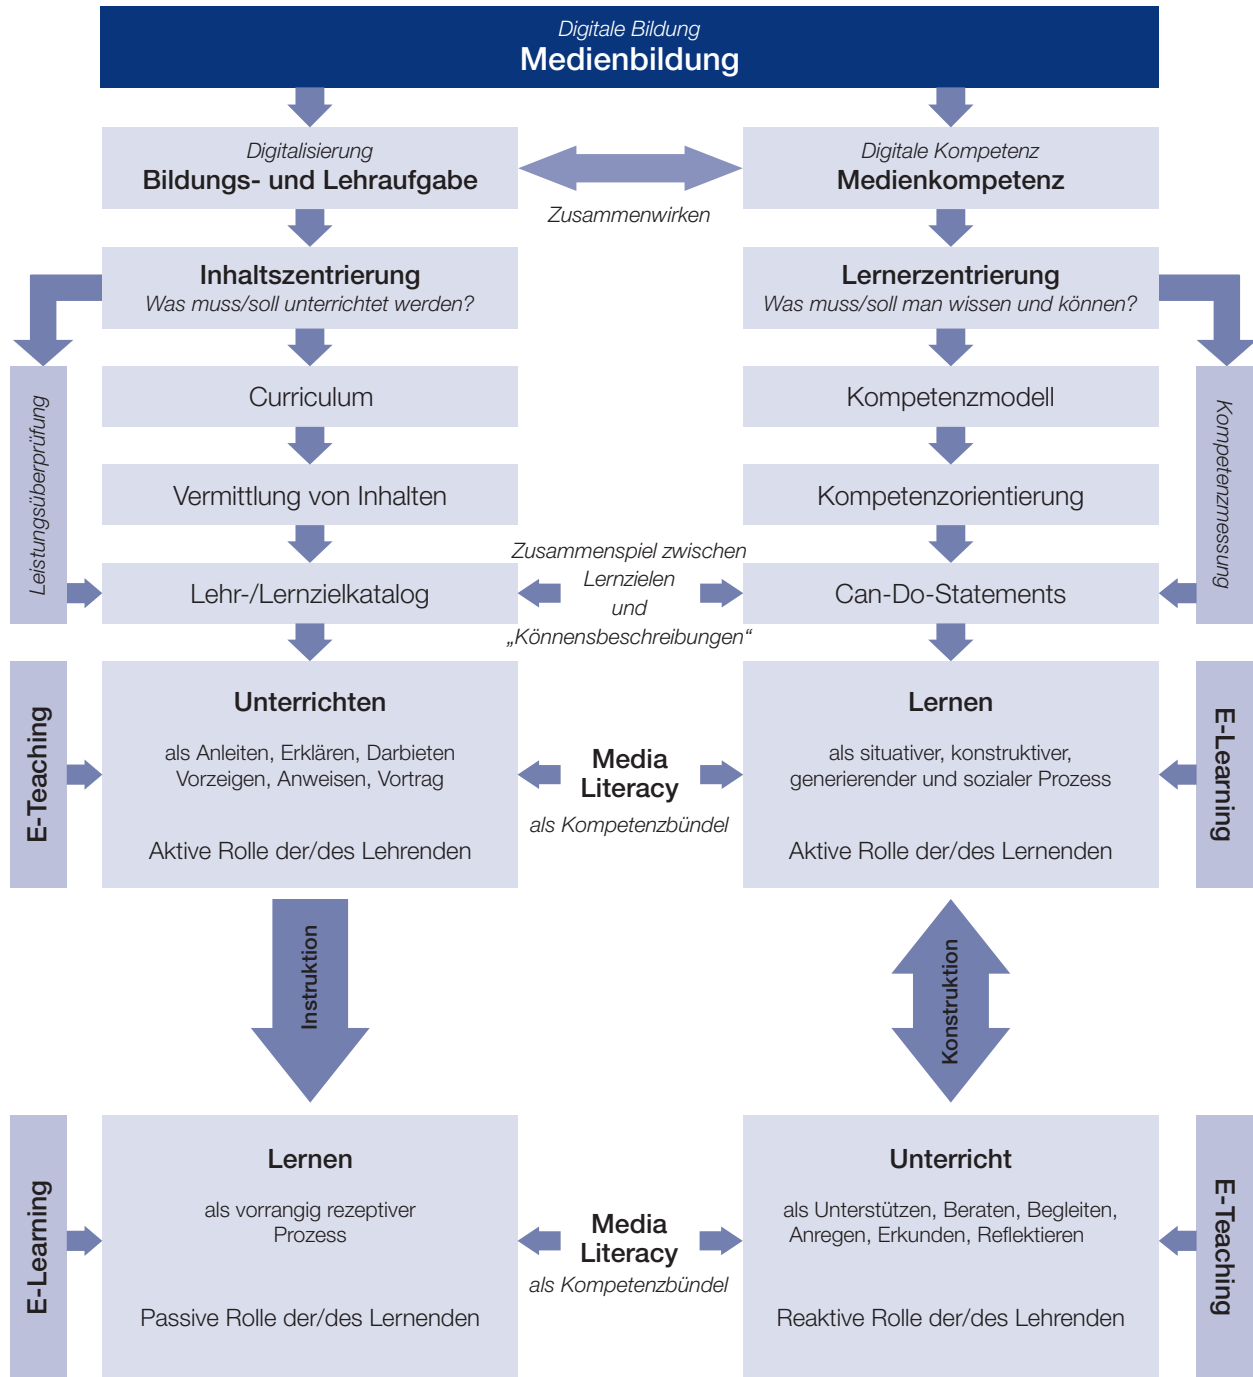 Digitale Bildung
Medienbildung
Digitalisierung
Bildungs- und Lehraufgabe
Zusammenwirken
Digitale Kompetenz
Medienkompetenz
Inhaltszentrierung
Was muss/soll unterrichtet werden?
Lernerzentrierung
Was muss/soll man wissen und können?
Leistungsüberprüfung
Curriculum
Kompetenzmodell
Kompetenzmessung
Vermittlung von Inhalten
Kompetenzorientierung
Lehr-/Lernzielkatalog
Zusammenspiel zwischen
Lernzielen
und
„Könnensbeschreibungen“
Can-Do-Statements
E-Teaching
Unterrichten
als Anleiten, Erklären, Darbieten
Vorzeigen, Anweisen, Vortrag
Aktive Rolle der/des Lehrenden
Media
Literacy
als Kompetenzbündel
Lernen
als situativer, konstruktiver,
generierender und sozialer Prozess
Aktive Rolle der/des Lernenden
E-Learning
Instruktion
Konstruktion
E-Learning
Lernen
als vorrangig rezeptiver
Prozess
Passive Rolle der/des Lernenden
Media
Literacy
als Kompetenzbündel
Unterricht
als Unterstützen, Beraten, Begleiten,
Anregen, Erkunden, Reflektieren
Reaktive Rolle der/des Lehrenden
E-Teaching